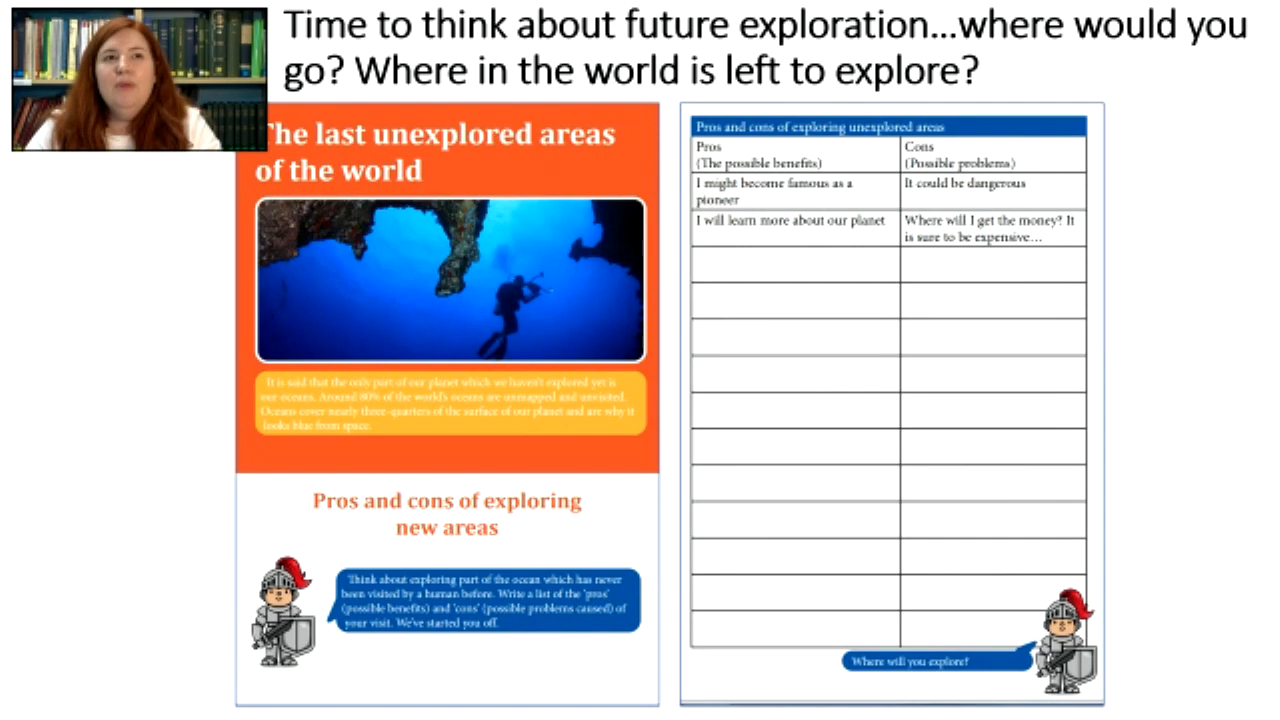 Time to think about future exploration...where would you
go? Where in the world is left to explore?
The last unexplored areas
of the world
It is said that the only part of our planet which we haven't explored yet is
our oceans. Around 80% of the world's oceans are unmapped and unvisited.
Oceans cover nearly three-quarters of the surface of our planet and are why it
looks blue from space.
Pros and cons of exploring
new areas
Think about exploring part of the ocean which has never
been visited by a human before. Write a list of the 'pros'
(possible benefits) and 'cons' (possible problems caused) of
your visit. We've started you off.
Pros and cons of exploring unexplored areas
Pros
(The possible benefits)
Cons
(Possible problems)
I might become famous as a
pioneer
It could be dangerous
I will learn more about our planet
Where will I get the money? It
is sure to be expensive...
Where will you explore?